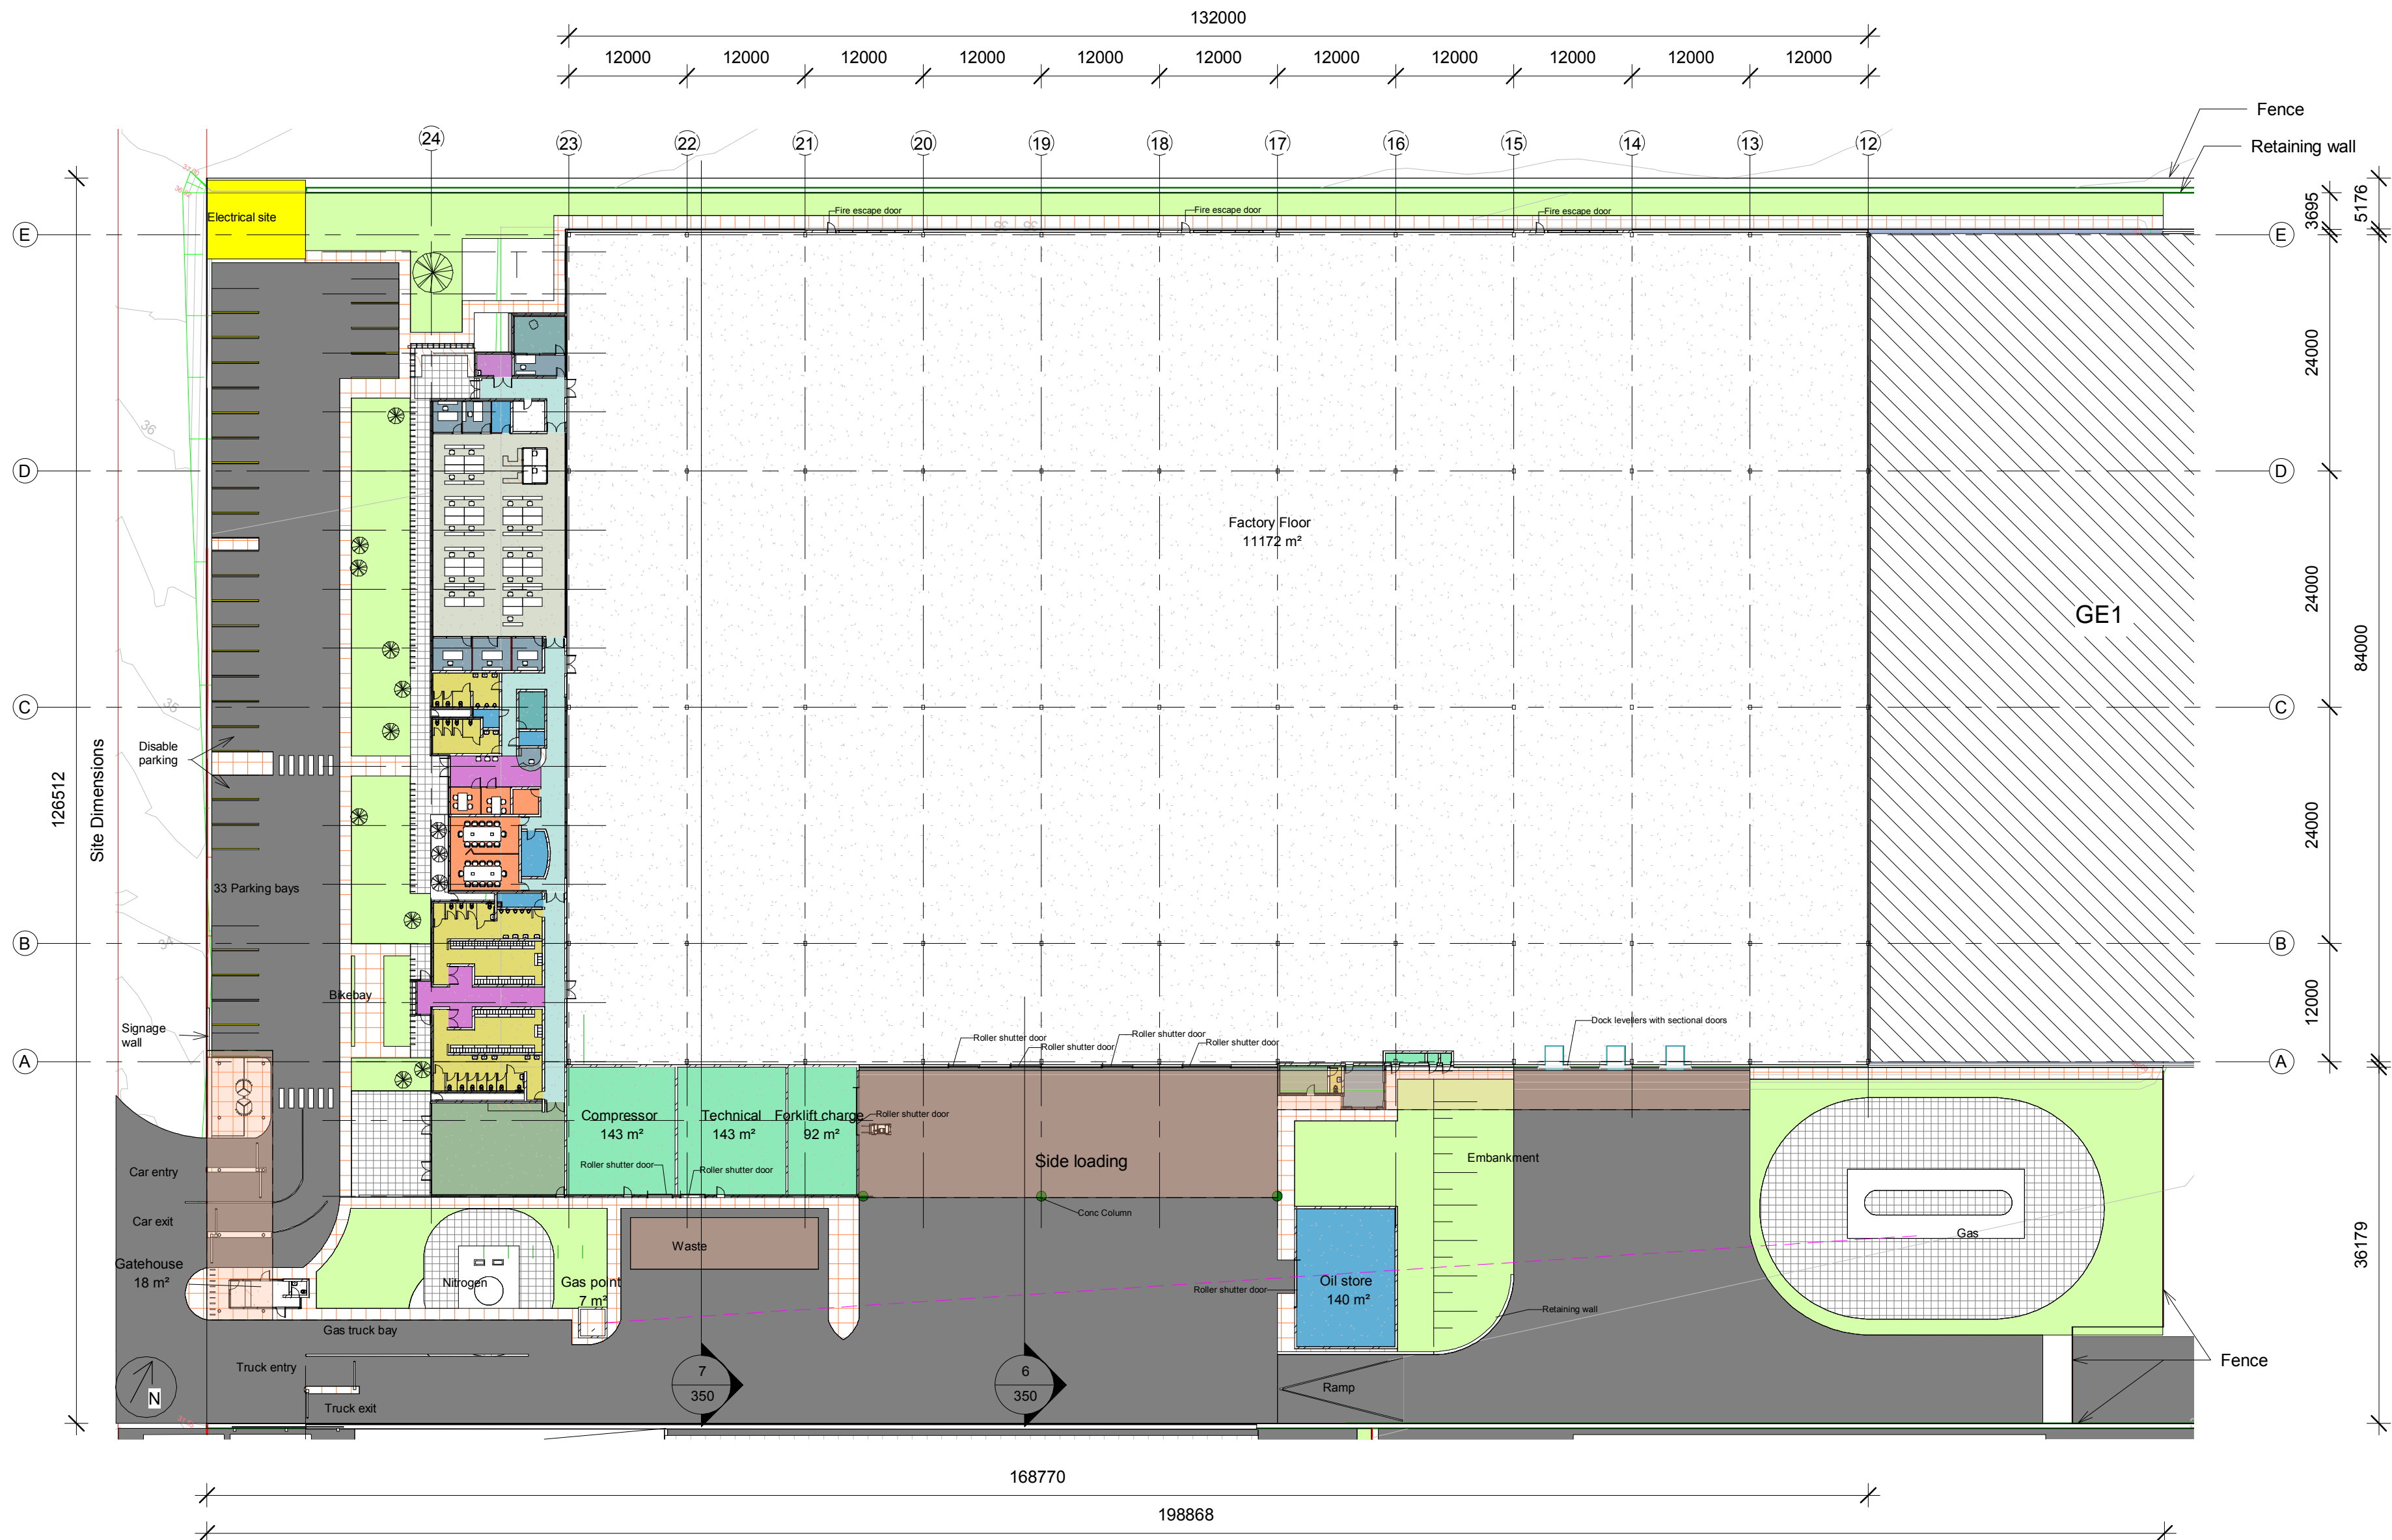 132000
12000 12000 12000 12000 12000 12000 12000 12000 12000 12000 12000
Fence
Retaining wall
24 23 22 21 20 19 18 17 16 15 14 13 12
3695
5176
Electrical site
Fire escape door
Fire escape door
Fire escape door
36
E
E
24000
36
D
D
Factory Floor
11172 m²
24000
GE1
84000
C
C
36
Disable
parking
Site Dimensions
126512
24000
33 Parking bays
34
B
B
Bikebay
12000
Signage
wall
Dock levellers with sectional doors
Roller shutter door
Roller shutter door
Roller shutter door
Roller shutter door
A
A
Compressor
143 m²
Technical
143 m²
Forklift charge
92 m²
Roller shutter door
Side loading
Embankment
Roller shutter door
Roller shutter door
Car entry
Car exit
Conc Column
Gas
36179
Waste
Gatehouse
18 m²
Nitrogen
Gas point
7 m²
Oil store
140 m²
Roller shutter door
Retaining wall
Gas truck bay
Truck entry
Truck exit
N
7
350
6
350
Ramp
Fence
168770
198868